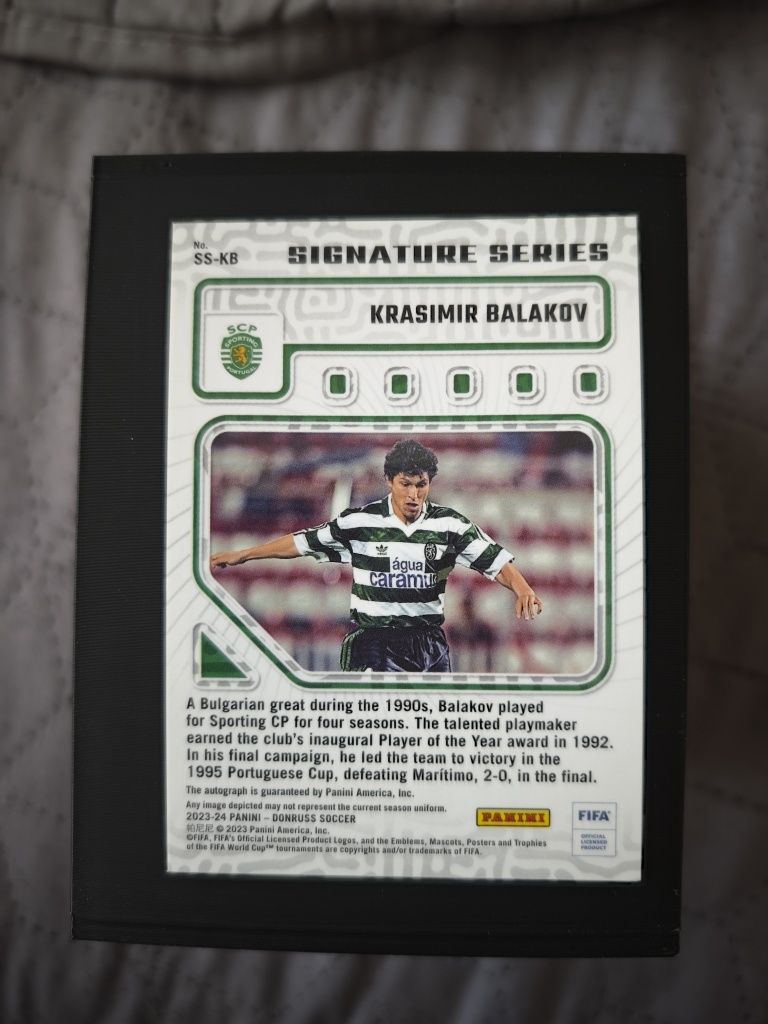 No.
SS-KB
SIGNATURE SERIES
KRASIMIR BALAKOV
SCP
SPORTING
PORTUGAL
água
caramu
A Bulgarian great during the 1990s, Balakov played
for Sporting CP for four seasons. The talented playmaker
earned the club's inaugural Player of the Year award in 1992.
In his final campaign, he led the team to victory in the
1995 Portuguese Cup, defeating Marítimo, 2-0, in the final.
The autograph is guaranteed by Panini America, Inc.
Any image depicted may not represent the current season uniform.
2023-24 PANINI – DONRUSS SOCCER
帕尼尼 © 2023 Panini America, Inc.
©FIFA, FIFA's Official Licensed Product Logos, and the Emblems, Mascots, Posters and Trophies
of the FIFA World Cup™ tournaments are copyrights and/or trademarks of FIFA.
PANINI
FIFA
OFFICIAL
LICENSED
PRODUCT